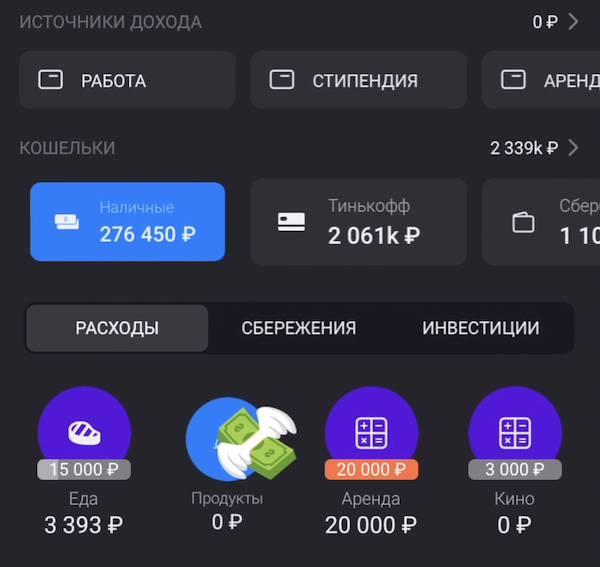 ИСТОЧНИКИ ДОХОДА 0 ₽
РАБОТА СТИПЕНДИЯ АРЕНД
КОШЕЛЬКИ 2 339k ₽
Наличные Тинькофф Сбер
276 450 ₽ 2 061k ₽ 1 10
РАСХОДЫ СБЕРЕЖЕНИЯ ИНВЕСТИЦИИ
15 000 ₽ 20 000 ₽ 3 000 ₽
Еда Продукты Аренда Кино
3 393 ₽ 0 ₽ 20 000 ₽ 0 ₽